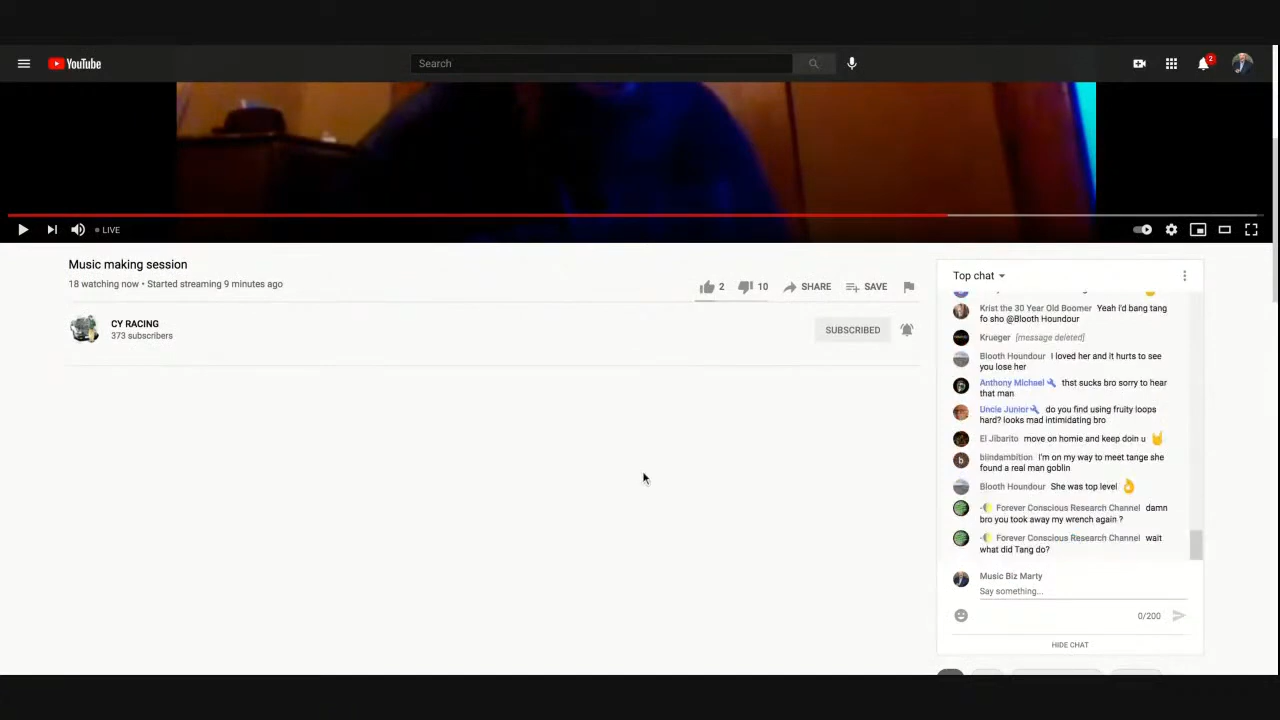 YouTube
Search
2
LIVE
Music making session
18 watching now • Started streaming 9 minutes ago
2
10
SHARE
SAVE
CY RACING
373 subscribers
SUBSCRIBED
Top chat
Krist the 30 Year Old Boomer Yeah I'd bang tang
fo sho @Blooth Houndour
Krueger [message deleted]
Blooth Houndour I loved her and it hurts to see
you lose her
Anthony Michael thst sucks bro sorry to hear
that man
Uncle Junior do you find using fruity loops
hard? looks mad intimidating bro
El Jibarito move on homie and keep doin u
b
blindambition I'm on my way to meet tange she
found a real man goblin
Blooth Houndour She was top level
Forever Conscious Research Channel damn
bro you took away my wrench again ?
Forever Conscious Research Channel wait
what did Tang do?
Music Biz Marty
Say something...
0/200
HIDE CHAT